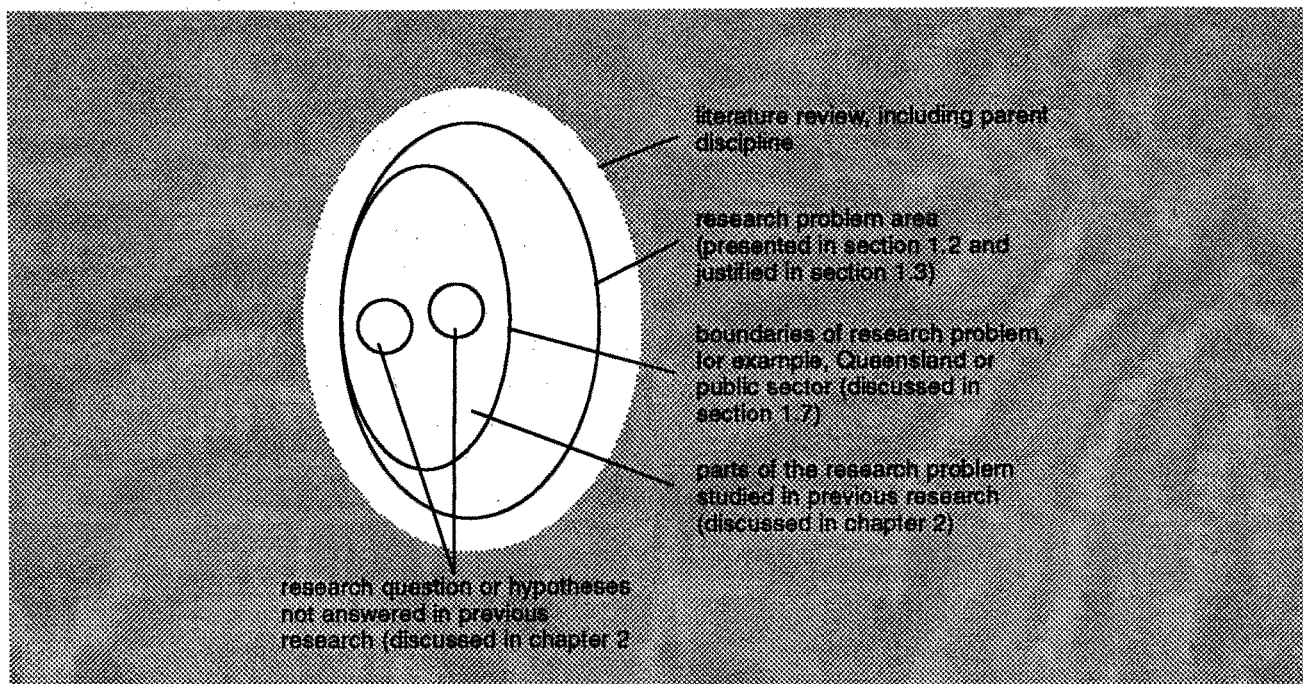 literature review, including parent
discipline
research problem area
(presented in section 1.2 and
justified in section 1.3)
boundaries of research problem,
for example, Queensland or
public sector (discussed in
section 1.7)
parts of the research problem
studied in previous research
(discussed in chapter 2)
research question or hypotheses
not answered in previous
research (discussed in chapter 2